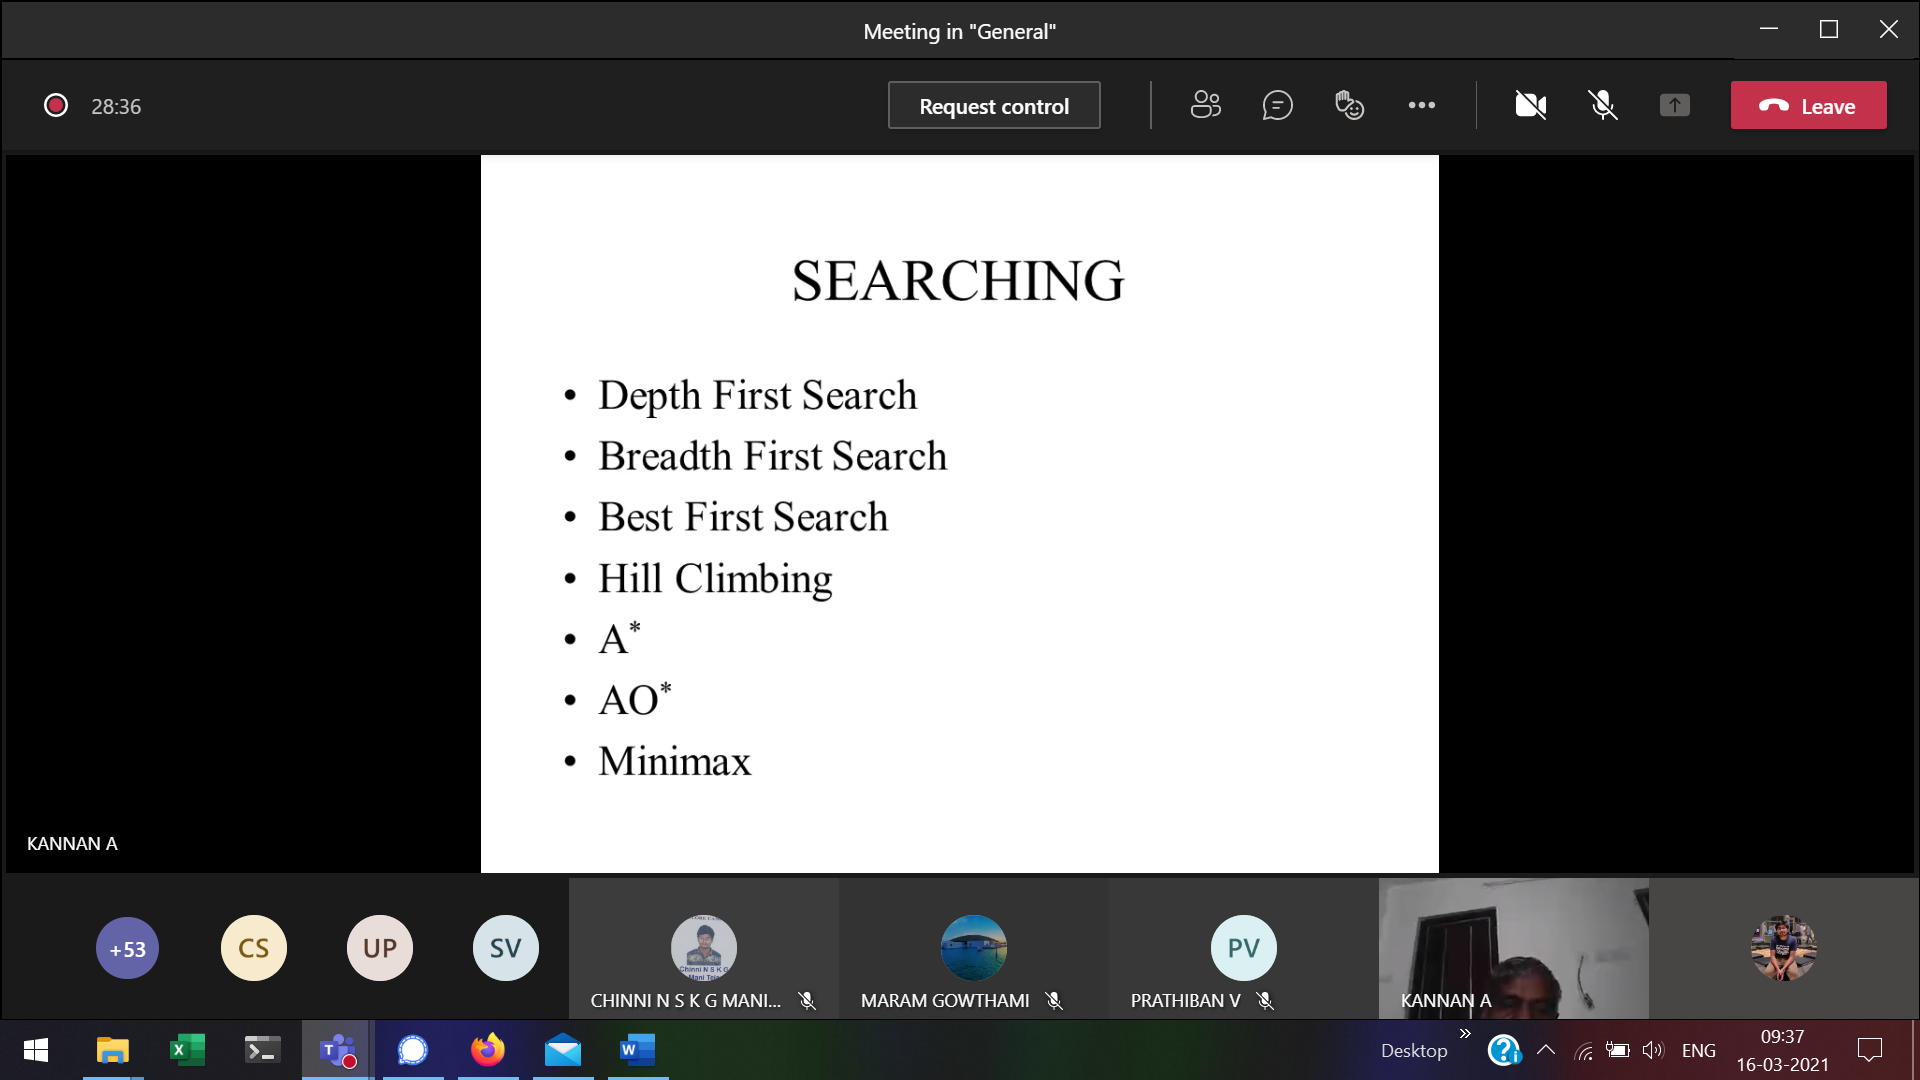 Meeting in "General"
28:36
Request control
Leave
SEARCHING
• Depth First Search
• Breadth First Search
• Best First Search
• Hill Climbing
• A*
• AO*
• Minimax
KANNAN A
+53
CS
UP
SV
PV
Chinni N S K G
CHINNI N S K G MANI...
MARAM GOWTHAMI
PRATHIBAN V
KANNAN A
Desktop
ENG
09:37
16-03-2021